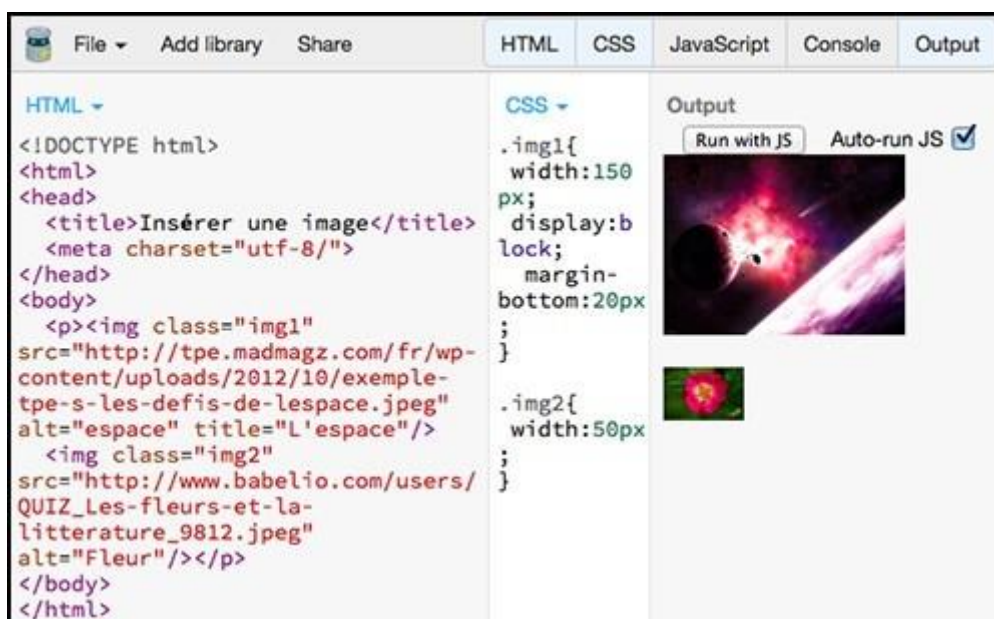 File Add library Share HTML CSS JavaScript Console Output
HTML
<!DOCTYPE html>
<html>
<head>
<title>Insérer une image</title>
<meta charset="utf-8/">
</head>
<body>
<p><img class="img1"
src="http://tpe.madmagz.com/fr/wp-
content/uploads/2012/10/exemple-
tpe-s-les-defis-de-lespace.jpeg"
alt="espace" title="L'espace"/>
<img class="img2"
src="http://www.babelio.com/users/
QUIZ_Les-fleurs-et-la-
litterature_9812.jpeg"
alt="Fleur"/></p>
</body>
</html>
CSS
.img1{
width:150
px;
display:b
lock;
margin-
bottom:20px
;
}
.img2{
width:50px
;
}
Output
Run with JS Auto-run JS